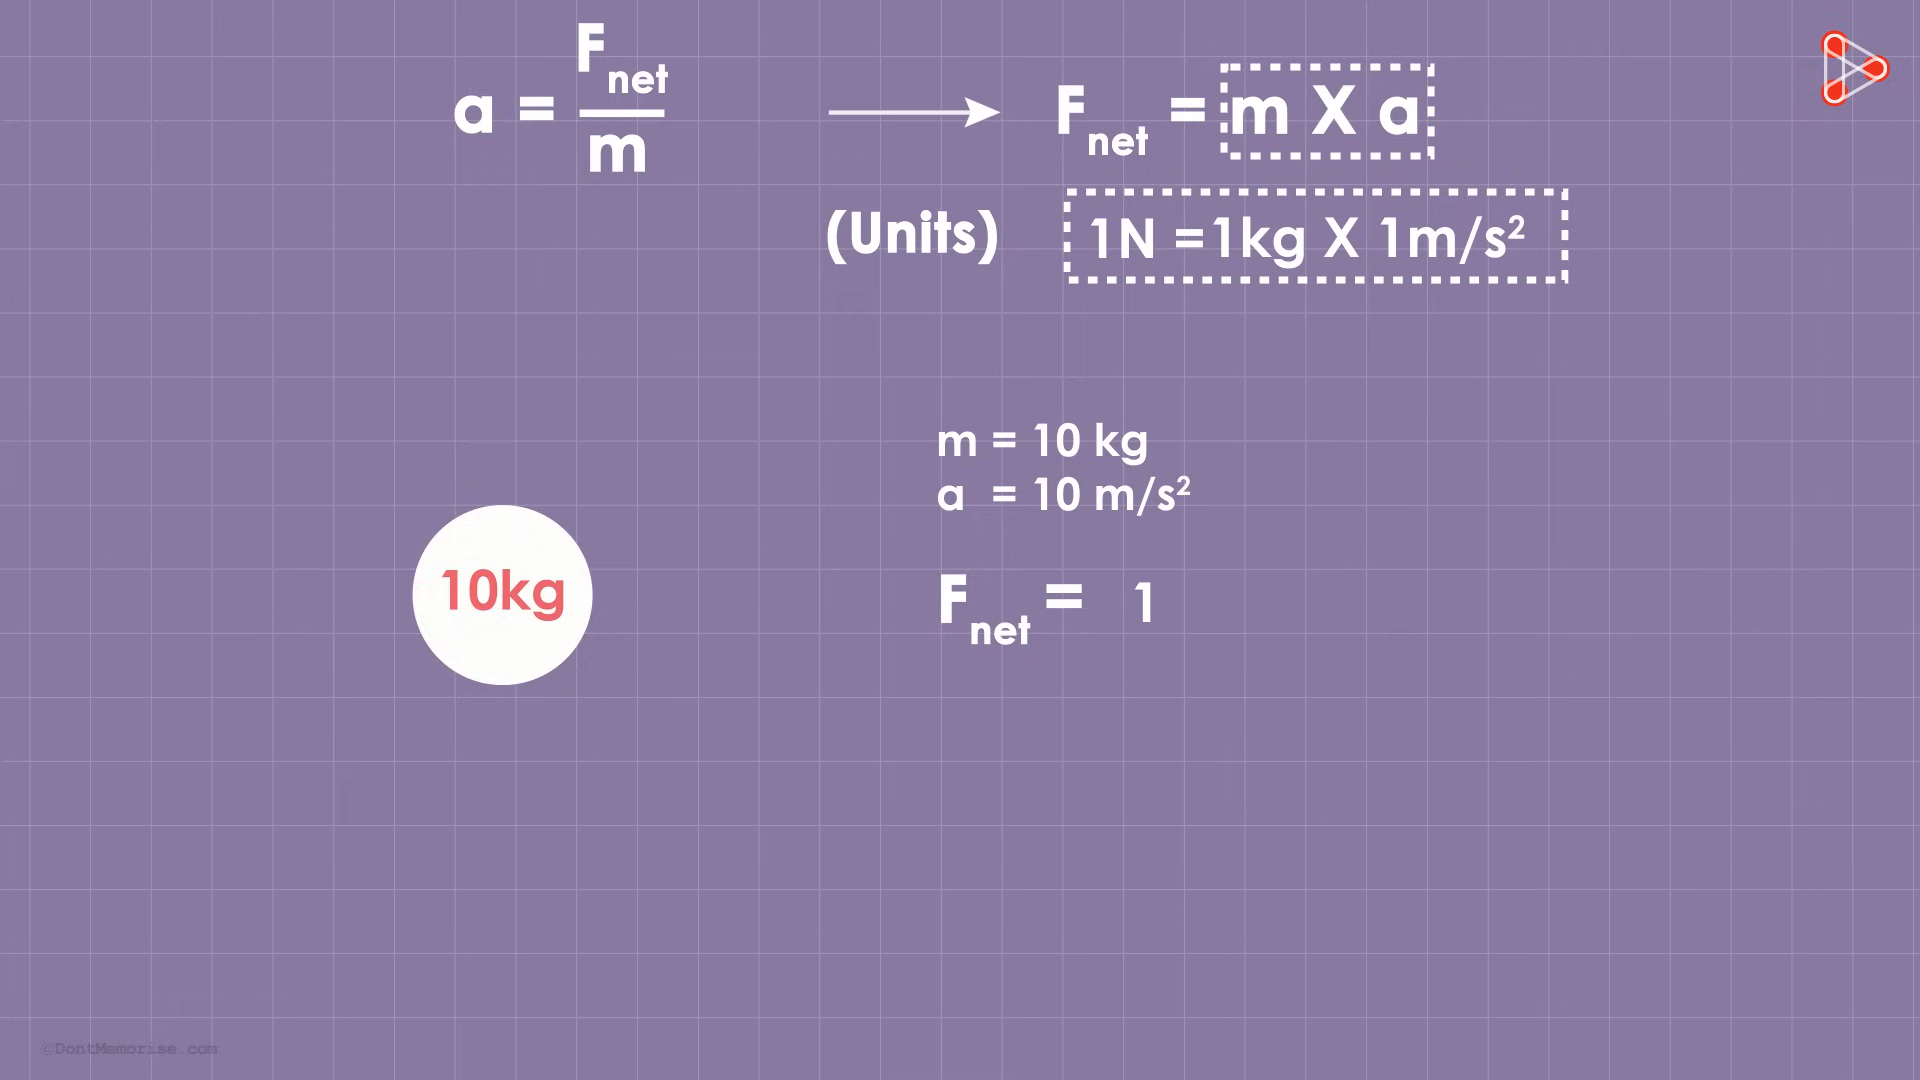 a = F net / m
F net = m X a
(Units) 1N =1kg X 1m/s²
m = 10 kg
a = 10 m/s²
10kg
F net = 1
©DontMemorise.com